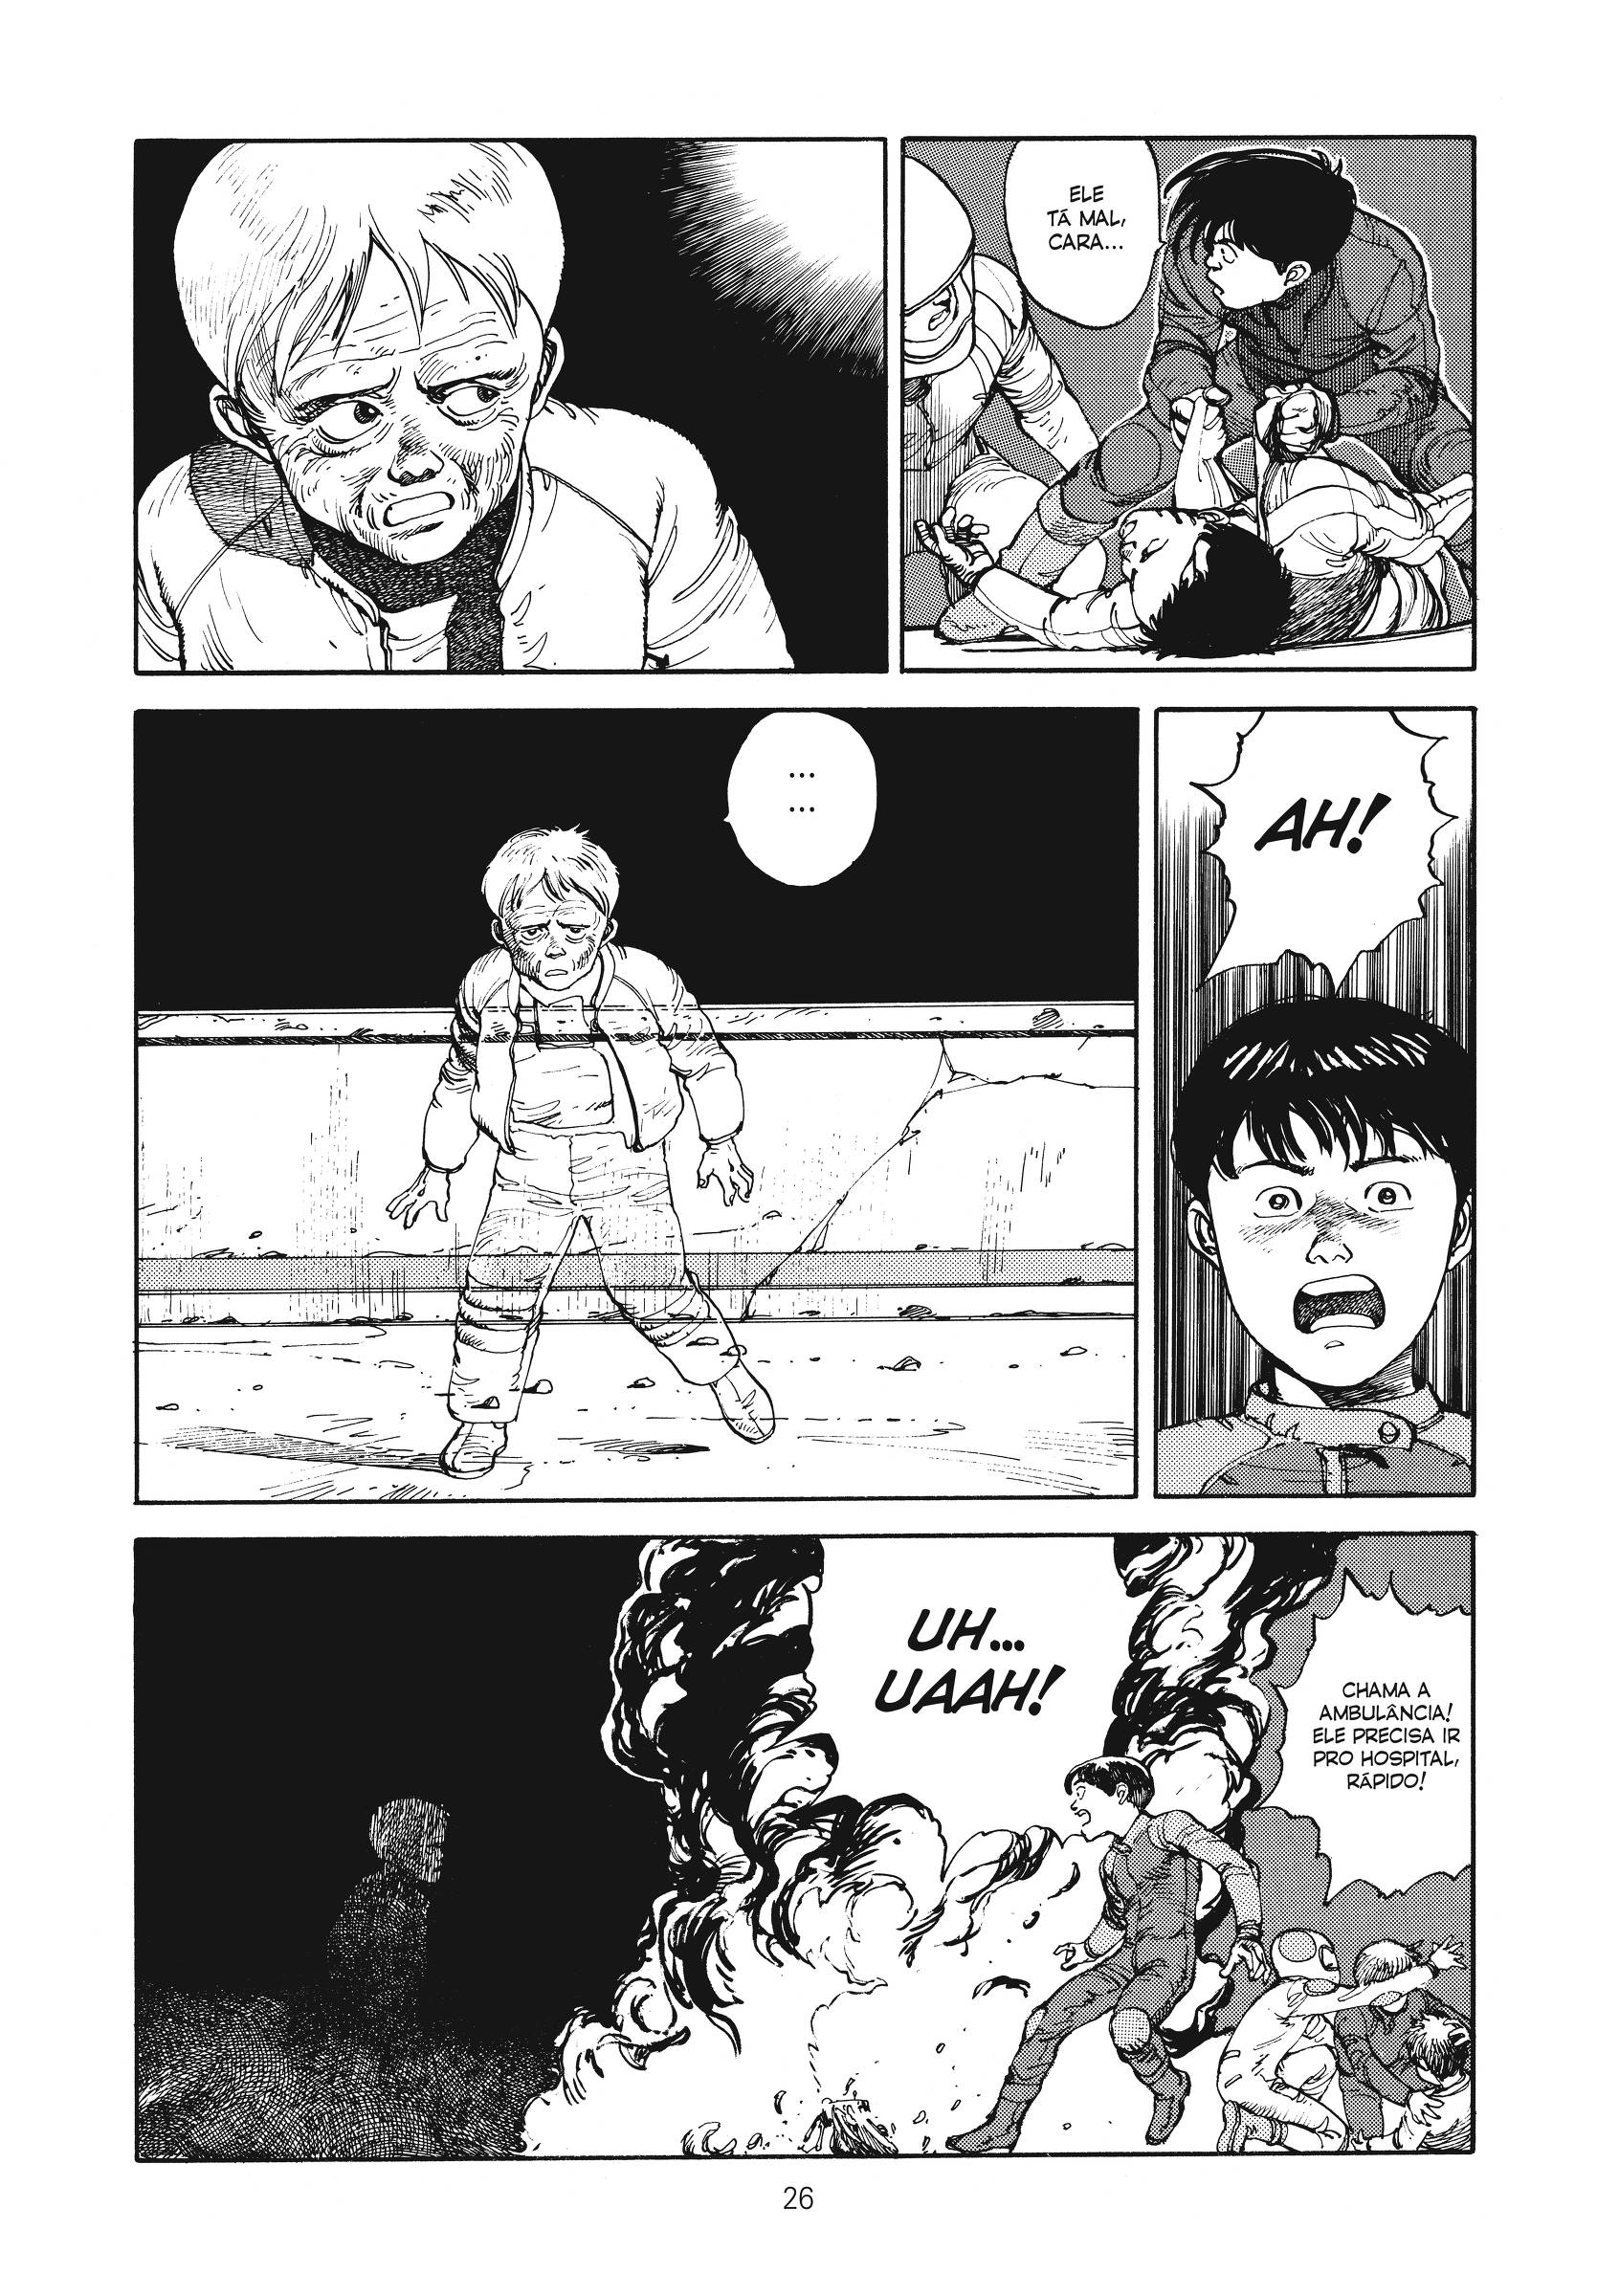 ELE
TÁ MAL,
CARA...
AH!
...
...
CHAMA A
AMBULÂNCIA!
ELE PRECISA IR
PRO HOSPITAL,
RÁPIDO!
UH...
UAAH!
26